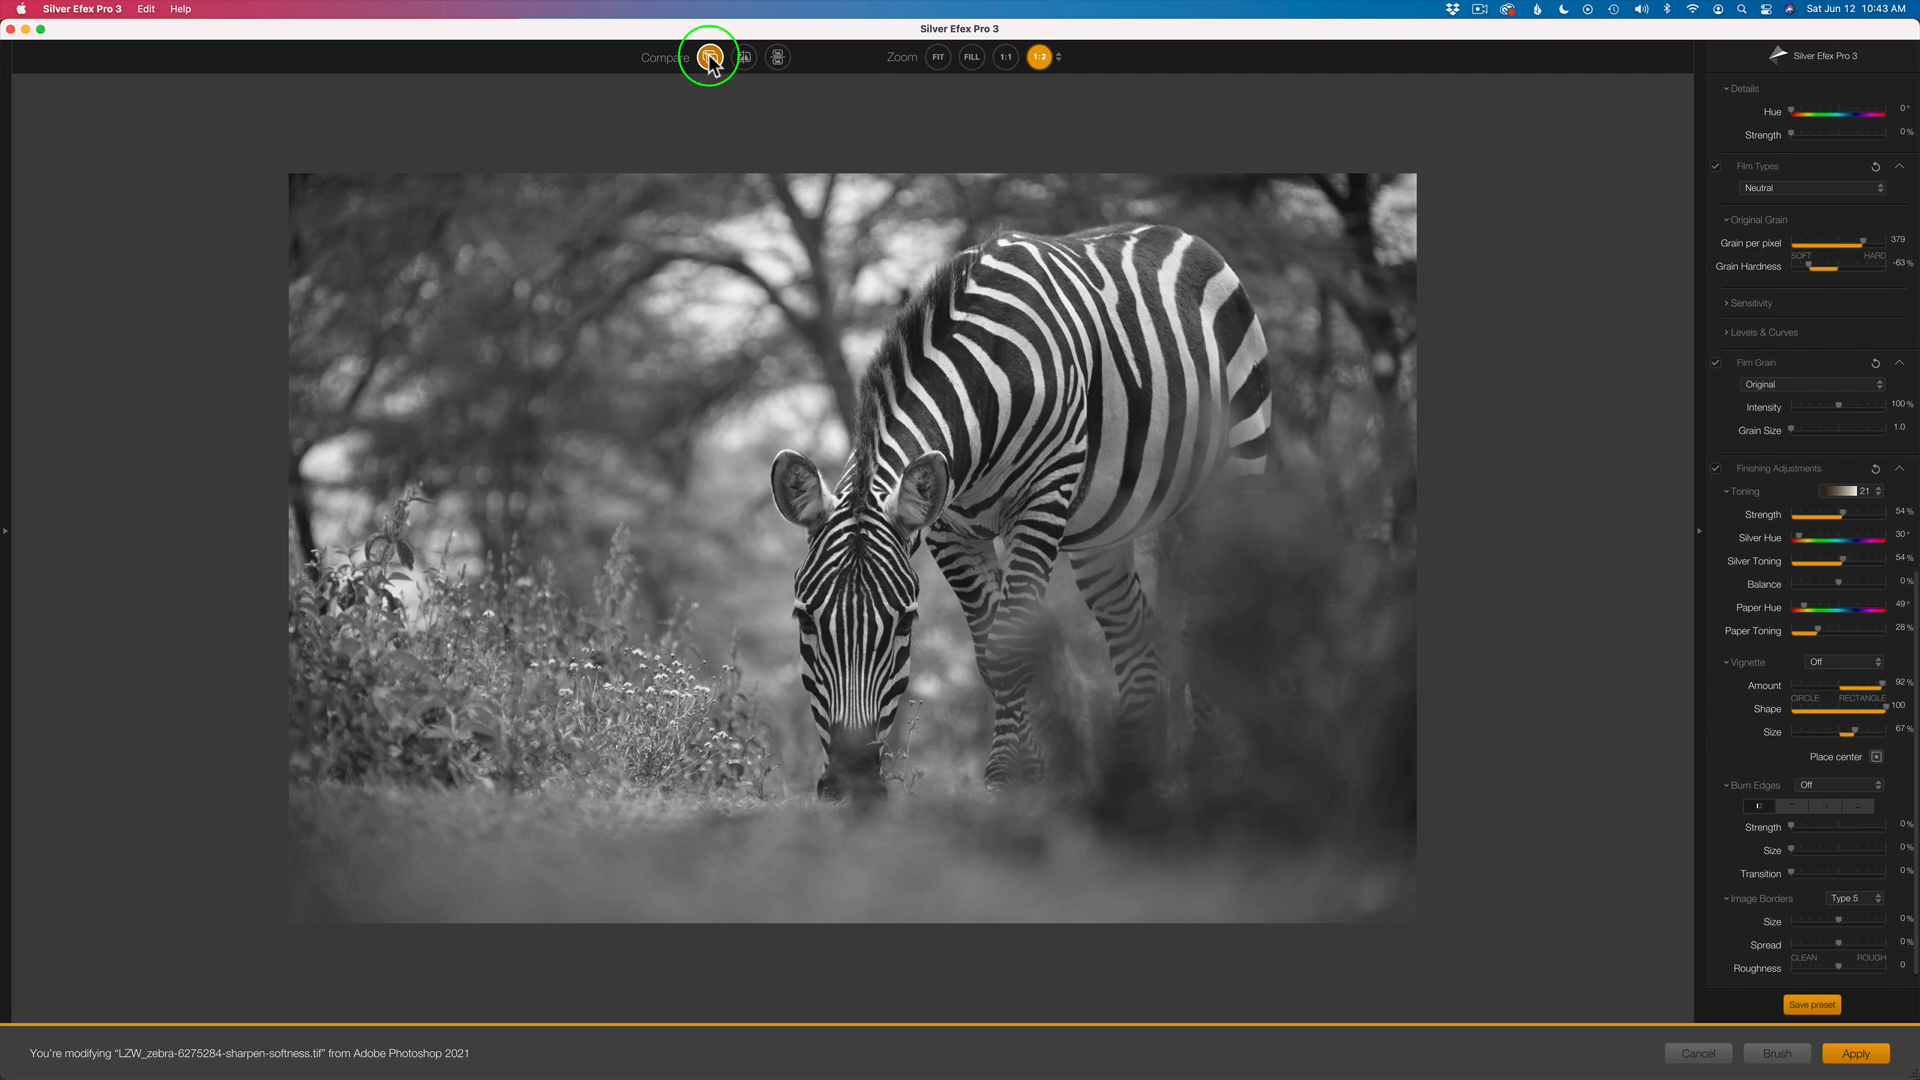 Silver Efex Pro 3 Edit Help
Sat Jun 12 10:43 AM
Silver Efex Pro 3
Compare
Zoom FIT FILL 1:1 1:2
Silver Efex Pro 3
Details
Hue 0°
Strength 0%
Film Types
Neutral
Original Grain
Grain per pixel 379
SOFT HARD
Grain Hardness -63%
Sensitivity
Levels & Curves
Film Grain
Original
Intensity 100%
Grain Size 1.0
Finishing Adjustments
Toning 21
Strength 54%
Silver Hue 30°
Silver Toning 54%
Balance 0%
Paper Hue 49°
Paper Toning 28%
Vignette Off
Amount 92%
CIRCLE RECTANGLE
Shape 100
Size 67%
Place center
Burn Edges Off
Strength 0%
Size 0%
Transition 0%
Image Borders Type 5
Size 0%
Spread 0%
CLEAN ROUGH
Roughness 0
Save preset
You're modifying "LZW_zebra-6275284-sharpen-softness.tif" from Adobe Photoshop 2021
Cancel Brush Apply